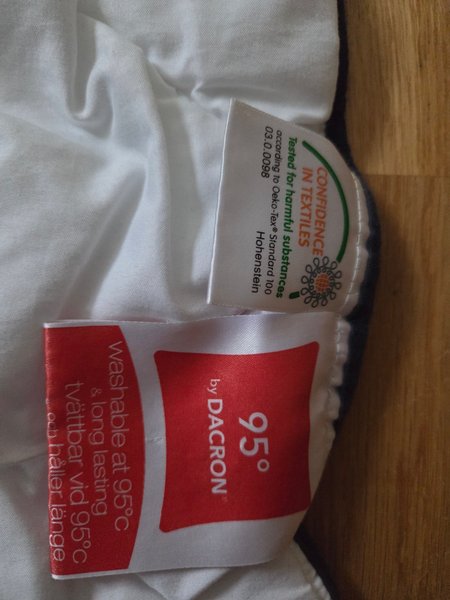 CONFIDENCE
IN TEXTILES
Tested for harmful substances
according to Oeko-Tex® Standard 100
03.0.0098
Hohenstein
95°
by DACRON®
washable at 95°c
& long lasting
tvättbar vid 95°c
och håller länge